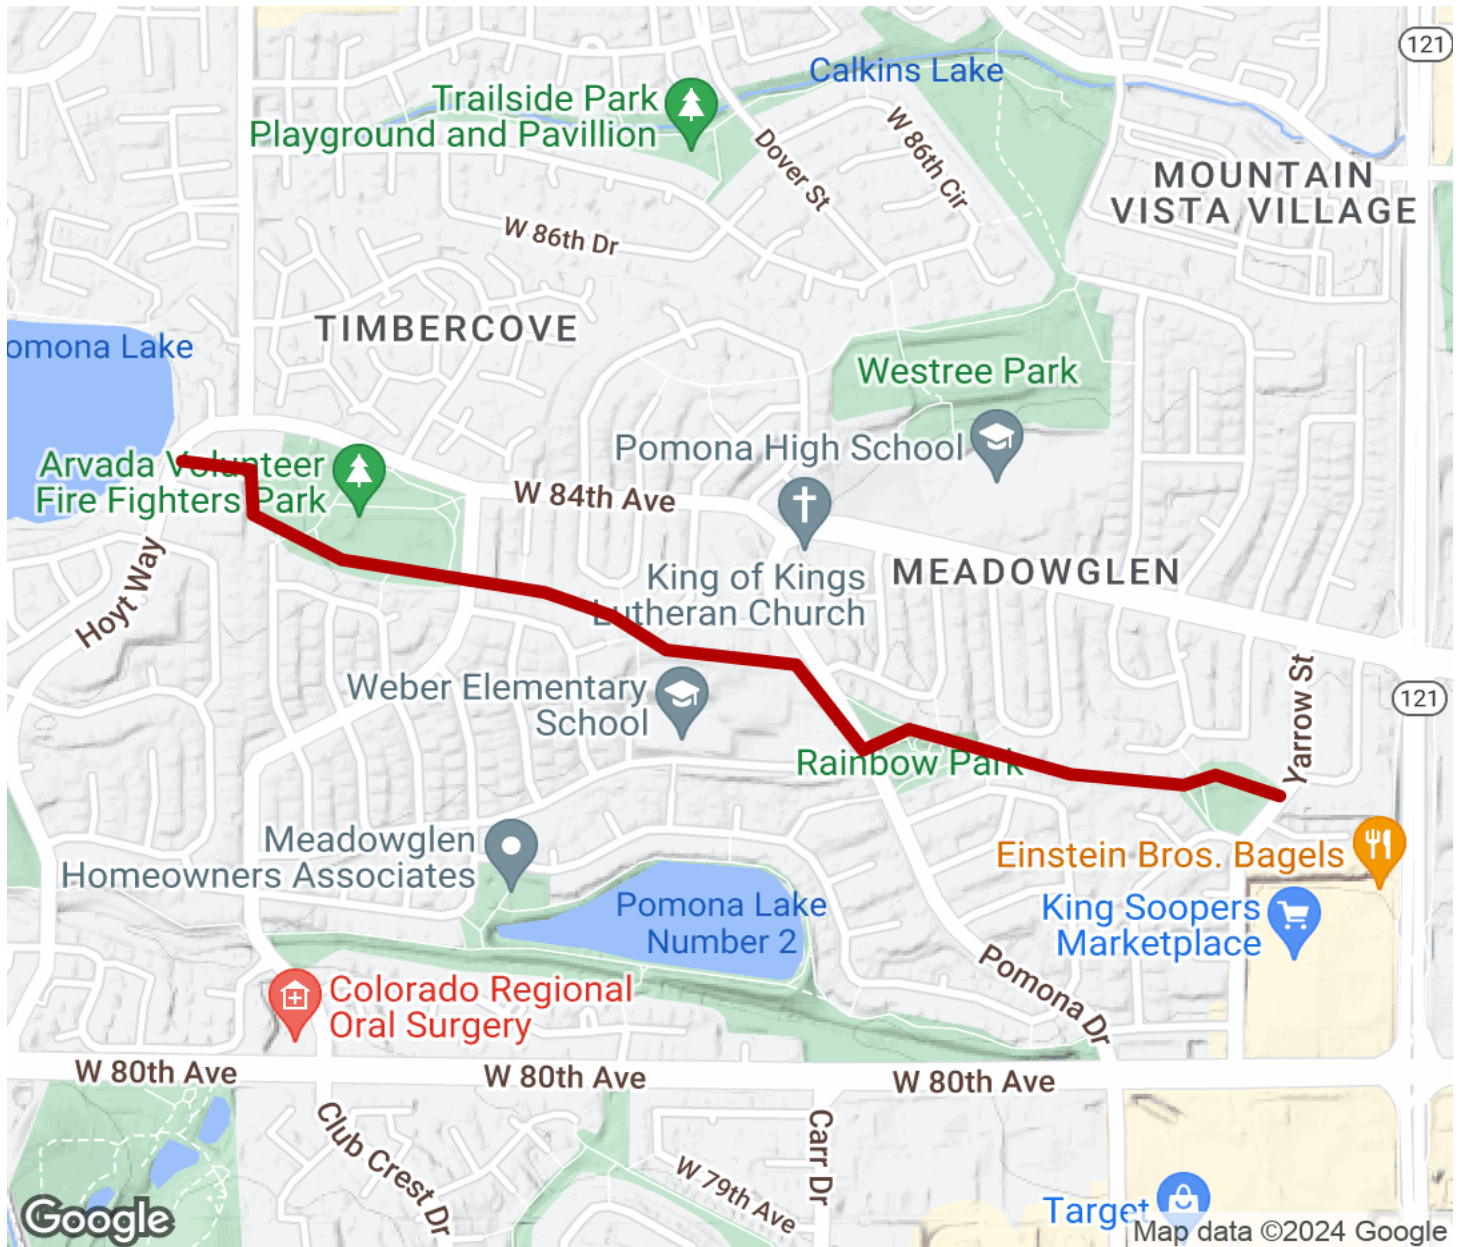 121
Calkins Lake
Trailside Park
Playground and Pavillion
Dover St
W 86th Cir
MOUNTAIN
VISTA VILLAGE
W 86th Dr
TIMBERCOVE
omona Lake
Westree Park
Pomona High School
Arvada Volunteer
Fire Fighters Park
W 84th Ave
Hoyt Way
King of Kings
Lutheran Church
MEADOWGLEN
Weber Elementary
School
Yarrow St
121
Rainbow Park
Meadowglen
Homeowners Associates
Einstein Bros. Bagels
Pomona Lake
Number 2
King Soopers
Marketplace
Pomona Dr
Colorado Regional
Oral Surgery
W 80th Ave
W 80th Ave
W 80th Ave
Club Crest Dr
Carr Dr
W 79th Ave
Target
Google
Map data ©2024 Google